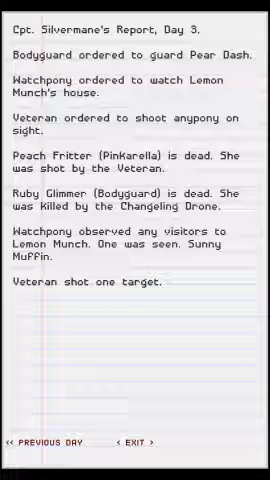 Cpt. Silvermane's Report, Day 3.
Bodyguard ordered to guard Pear Dash.
Watchpony ordered to watch Lemon
Munch's house.
Veteran ordered to shoot anypony on
sight.
Peach Fritter (Pinkarella) is dead. She
was shot by the Veteran.
Ruby Glimmer (Bodyguard) is dead. She
was killed by the Changeling Drone.
Watchpony observed any visitors to
Lemon Munch. One was seen. Sunny
Muffin.
Veteran shot one target.
<< PREVIOUS DAY < EXIT >